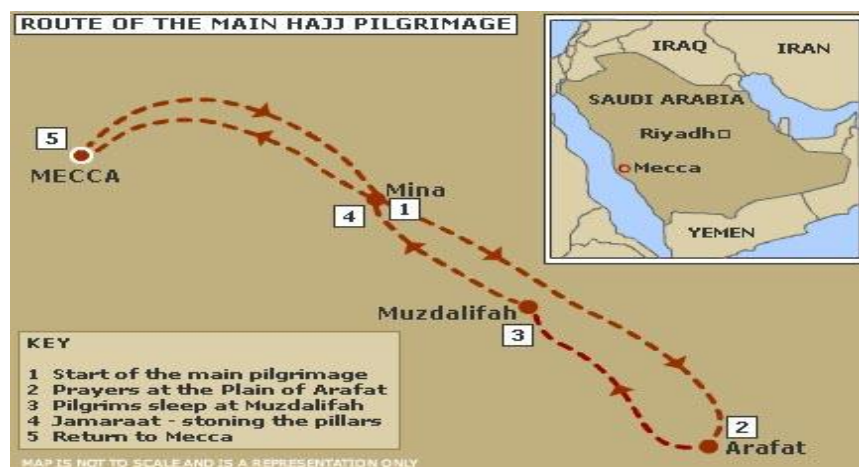 ROUTE OF THE MAIN HAJJ PILGRIMAGE
IRAQ
IRAN
SAUDI ARABIA
Riyadh
Mecca
YEMEN
5
MECCA
Mina
4
1
Muzdalifah
3
2
Arafat
KEY
1 Start of the main pilgrimage
2 Prayers at the Plain of Arafat
3 Pilgrims sleep at Muzdalifah
4 Jamaraat - stoning the pillars
5 Return to Mecca
MAP IS NOT TO SCALE AND IS A REPRESENTATION ONLY